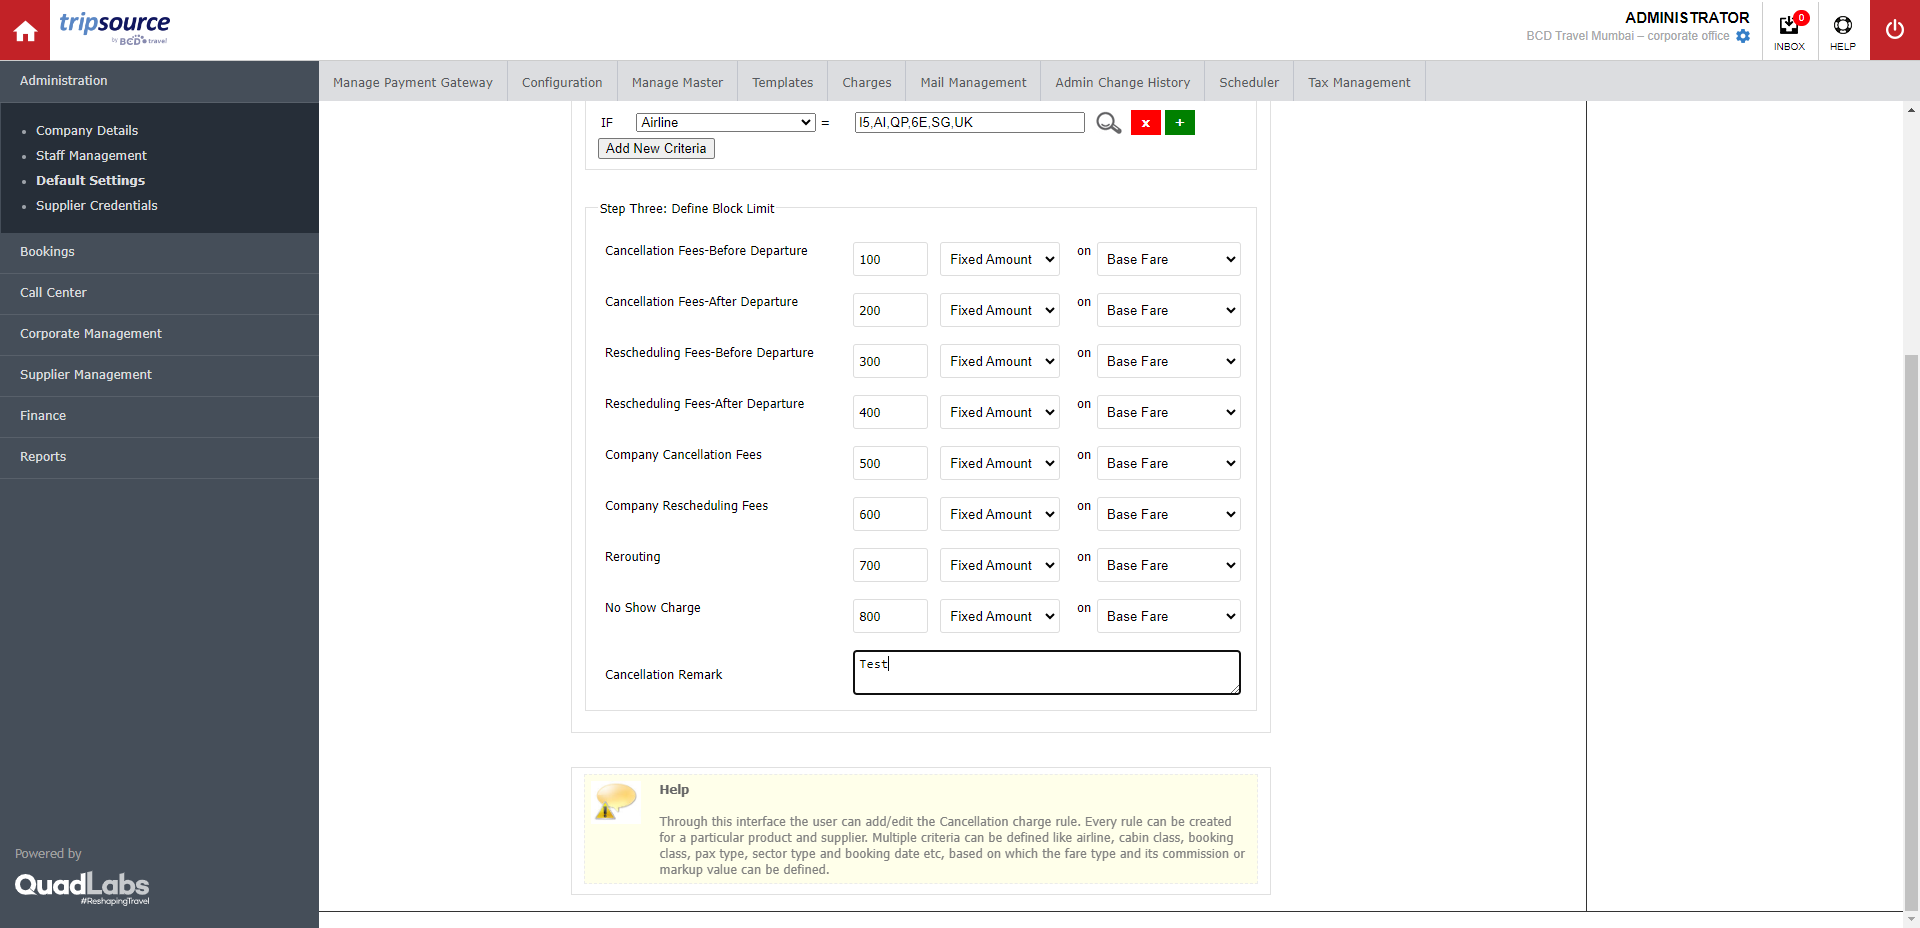 tripsource
by BCD travel
ADMINISTRATOR
BCD Travel Mumbai – corporate office
0
INBOX
HELP
Administration
Company Details
Staff Management
Default Settings
Supplier Credentials
Bookings
Call Center
Corporate Management
Supplier Management
Finance
Reports
Powered by
QuadLabs
#ReshapingTravel
Manage Payment Gateway
Configuration
Manage Master
Templates
Charges
Mail Management
Admin Change History
Scheduler
Tax Management
IF Airline = I5,AI,QP,6E,SG,UK x +
Add New Criteria
Step Three: Define Block Limit
Cancellation Fees-Before Departure 100 Fixed Amount on Base Fare
Cancellation Fees-After Departure 200 Fixed Amount on Base Fare
Rescheduling Fees-Before Departure 300 Fixed Amount on Base Fare
Rescheduling Fees-After Departure 400 Fixed Amount on Base Fare
Company Cancellation Fees 500 Fixed Amount on Base Fare
Company Rescheduling Fees 600 Fixed Amount on Base Fare
Rerouting 700 Fixed Amount on Base Fare
No Show Charge 800 Fixed Amount on Base Fare
Cancellation Remark Test
Help
Through this interface the user can add/edit the Cancellation charge rule. Every rule can be created
for a particular product and supplier. Multiple criteria can be defined like airline, cabin class, booking
class, pax type, sector type and booking date etc, based on which the fare type and its commission or
markup value can be defined.